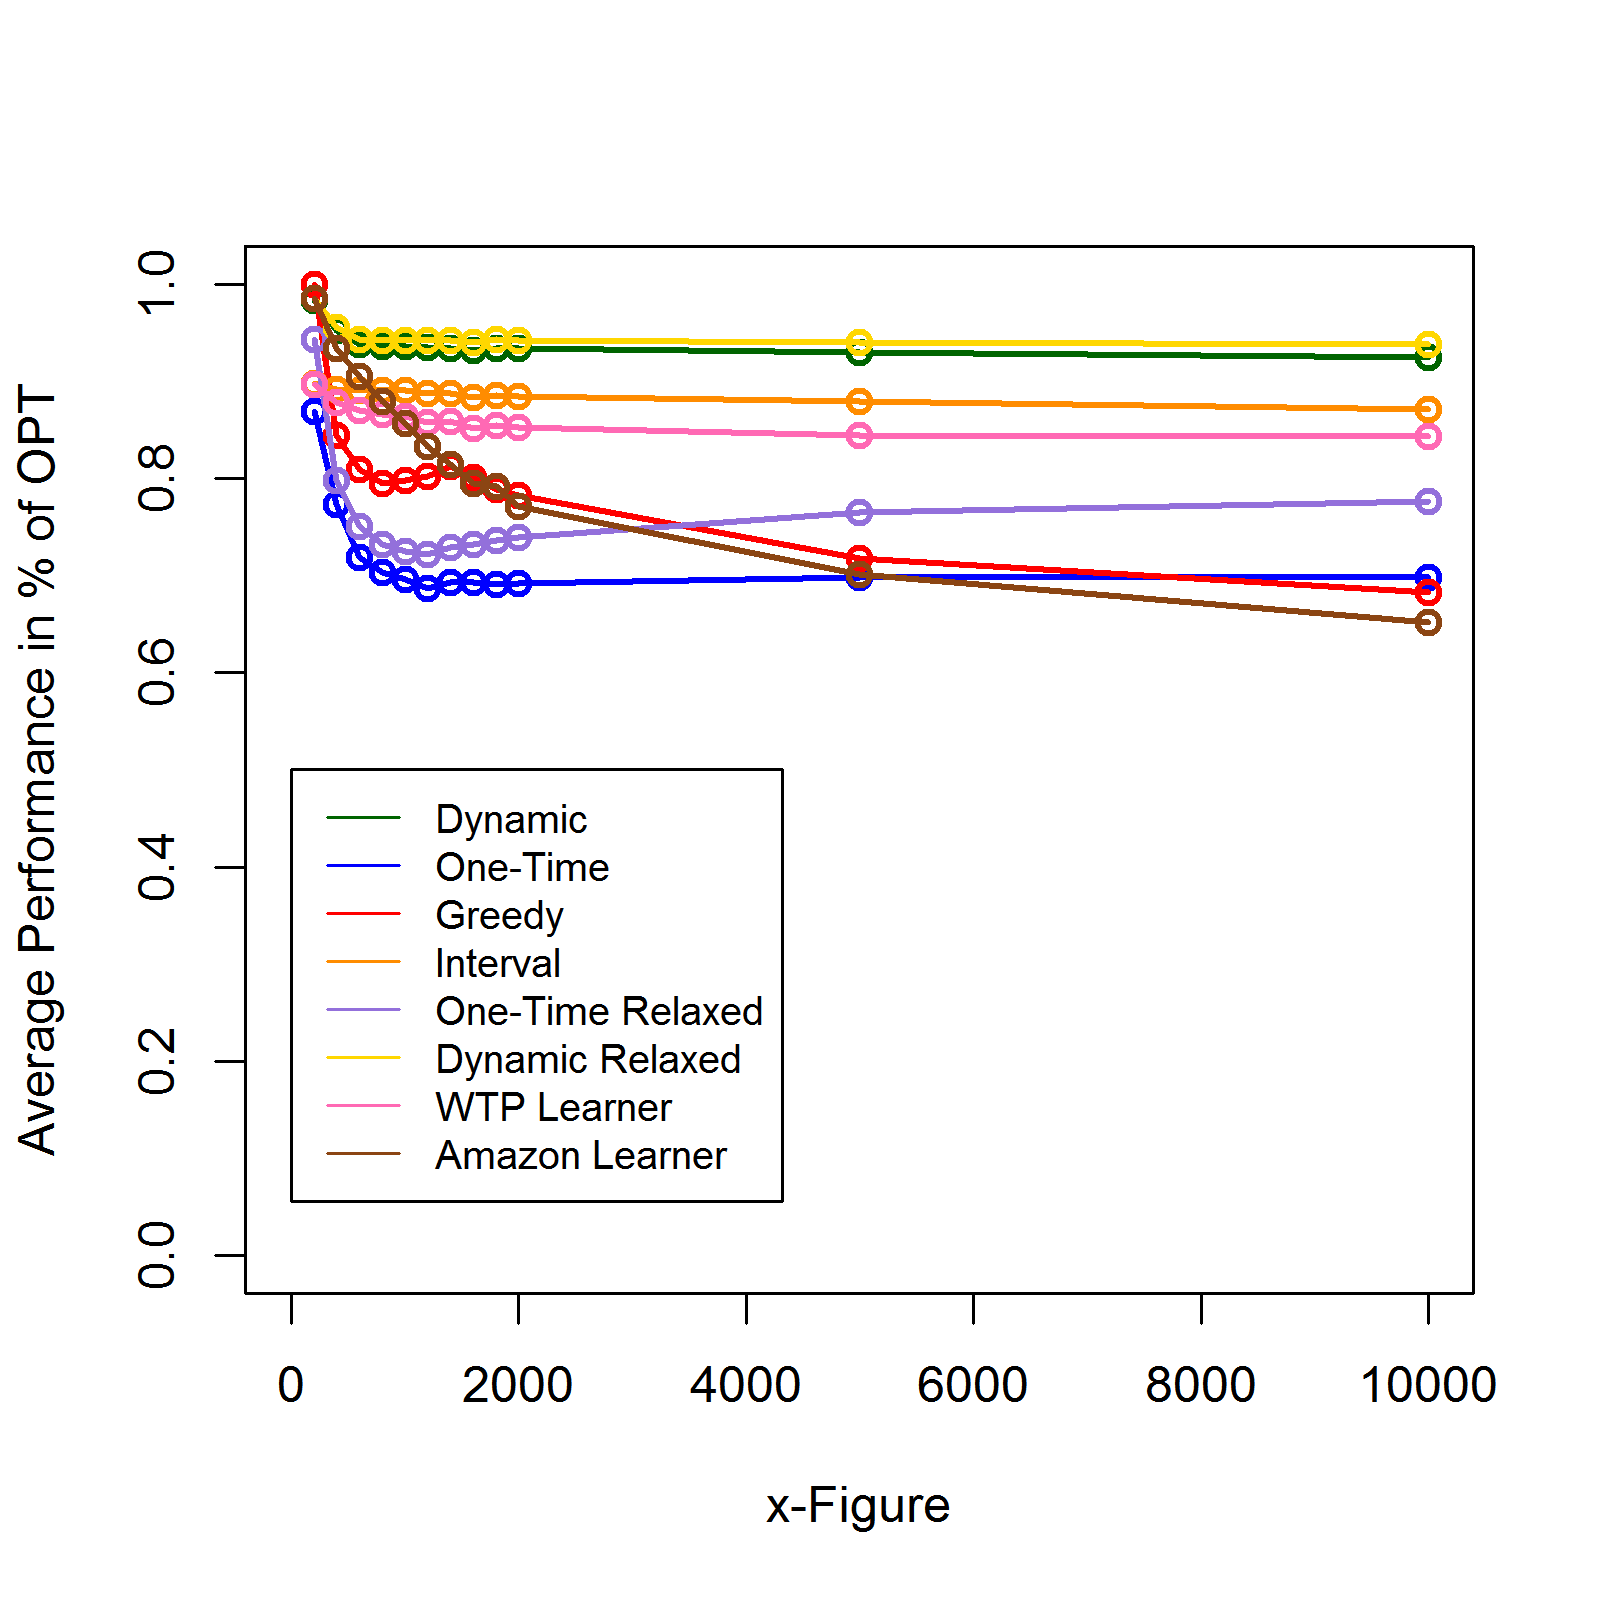 Average Performance in % of OPT
1.0
0.8
0.6
0.4
0.2
0.0
Dynamic
One-Time
Greedy
Interval
One-Time Relaxed
Dynamic Relaxed
WTP Learner
Amazon Learner
0 2000 4000 6000 8000 10000
x-Figure